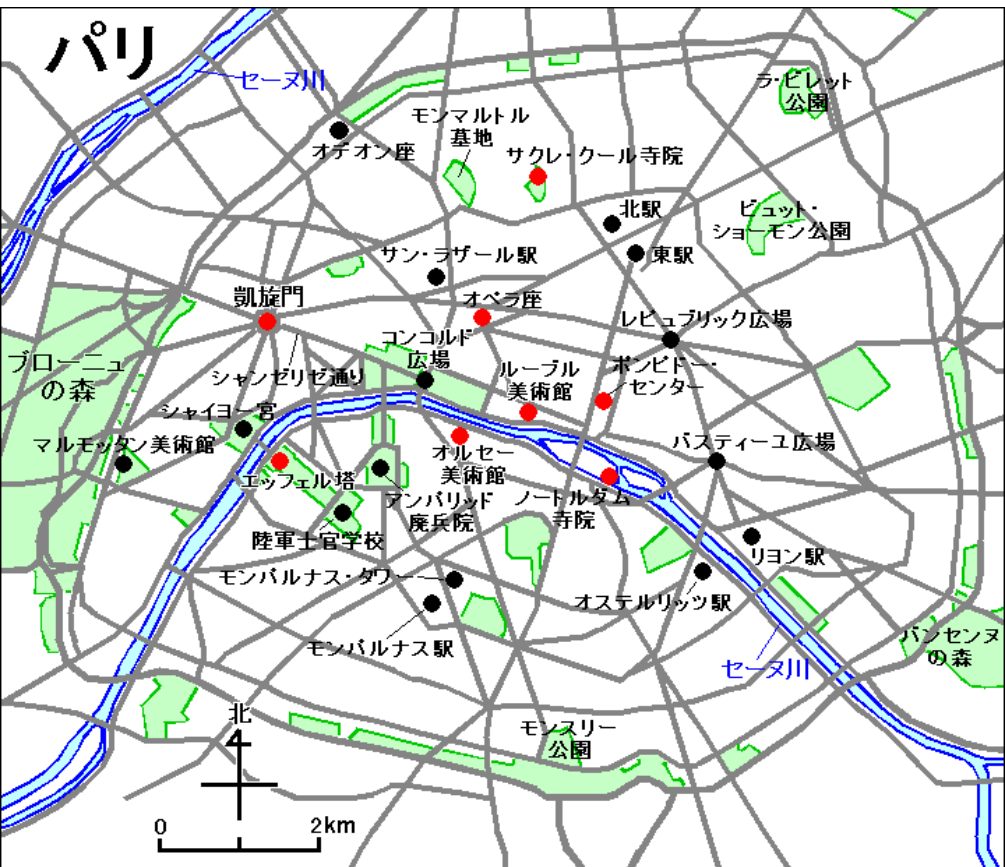 パリ
セーヌ川
ラ・ビレット
公園
モンマルトル
墓地
オデオン座
サクレ・クール寺院
北駅
ビュット・
ショーモン公園
サン・ラザール駅
東駅
凱旋門
オペラ座
レピュブリック広場
コンコルド
広場
ブローニュ
の森
シャンゼリゼ通り
ルーブル
美術館
ポンピドー・
センター
シャイヨー宮
マルモッタン美術館
オルセー
美術館
バスティーユ広場
エッフェル塔
アンバリッド
廃兵院
ノートルダム
寺院
陸軍士官学校
リヨン駅
モンパルナス・タワー
オステルリッツ駅
モンパルナス駅
バンセンヌ
の森
セーヌ川
北
モンスリー
公園
0
2km